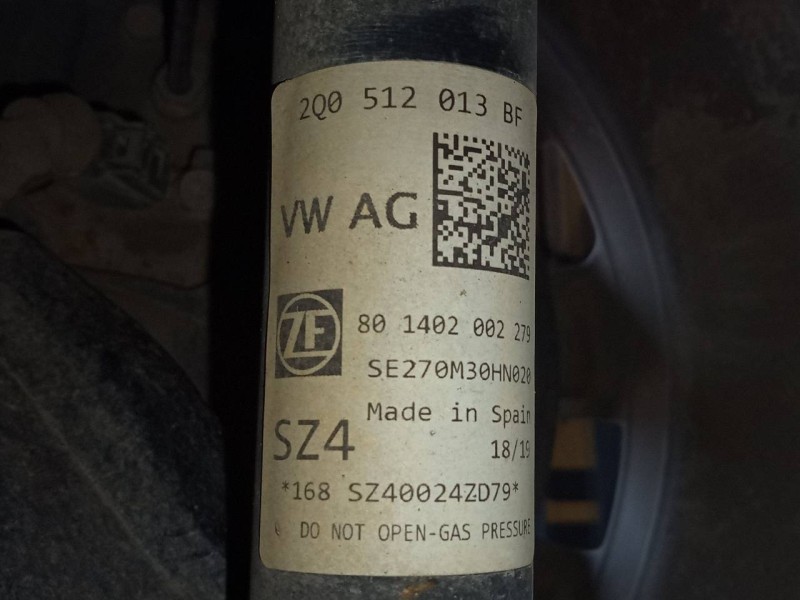 2Q0 512 013 BF
VW AG
ZF
80 1402 002 279
SE270M30HN020
Made in Spain
SZ4
18/19
*168 SZ40024ZD79*
DO NOT OPEN-GAS PRESSURE